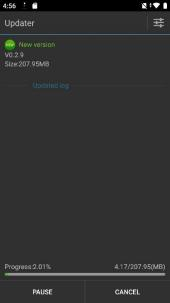 4:56
Updater
NEW New version
V0.2.9
Size:207.95MB
Updated log
Progress:2.01% 4.17/207.95(MB)
PAUSE CANCEL